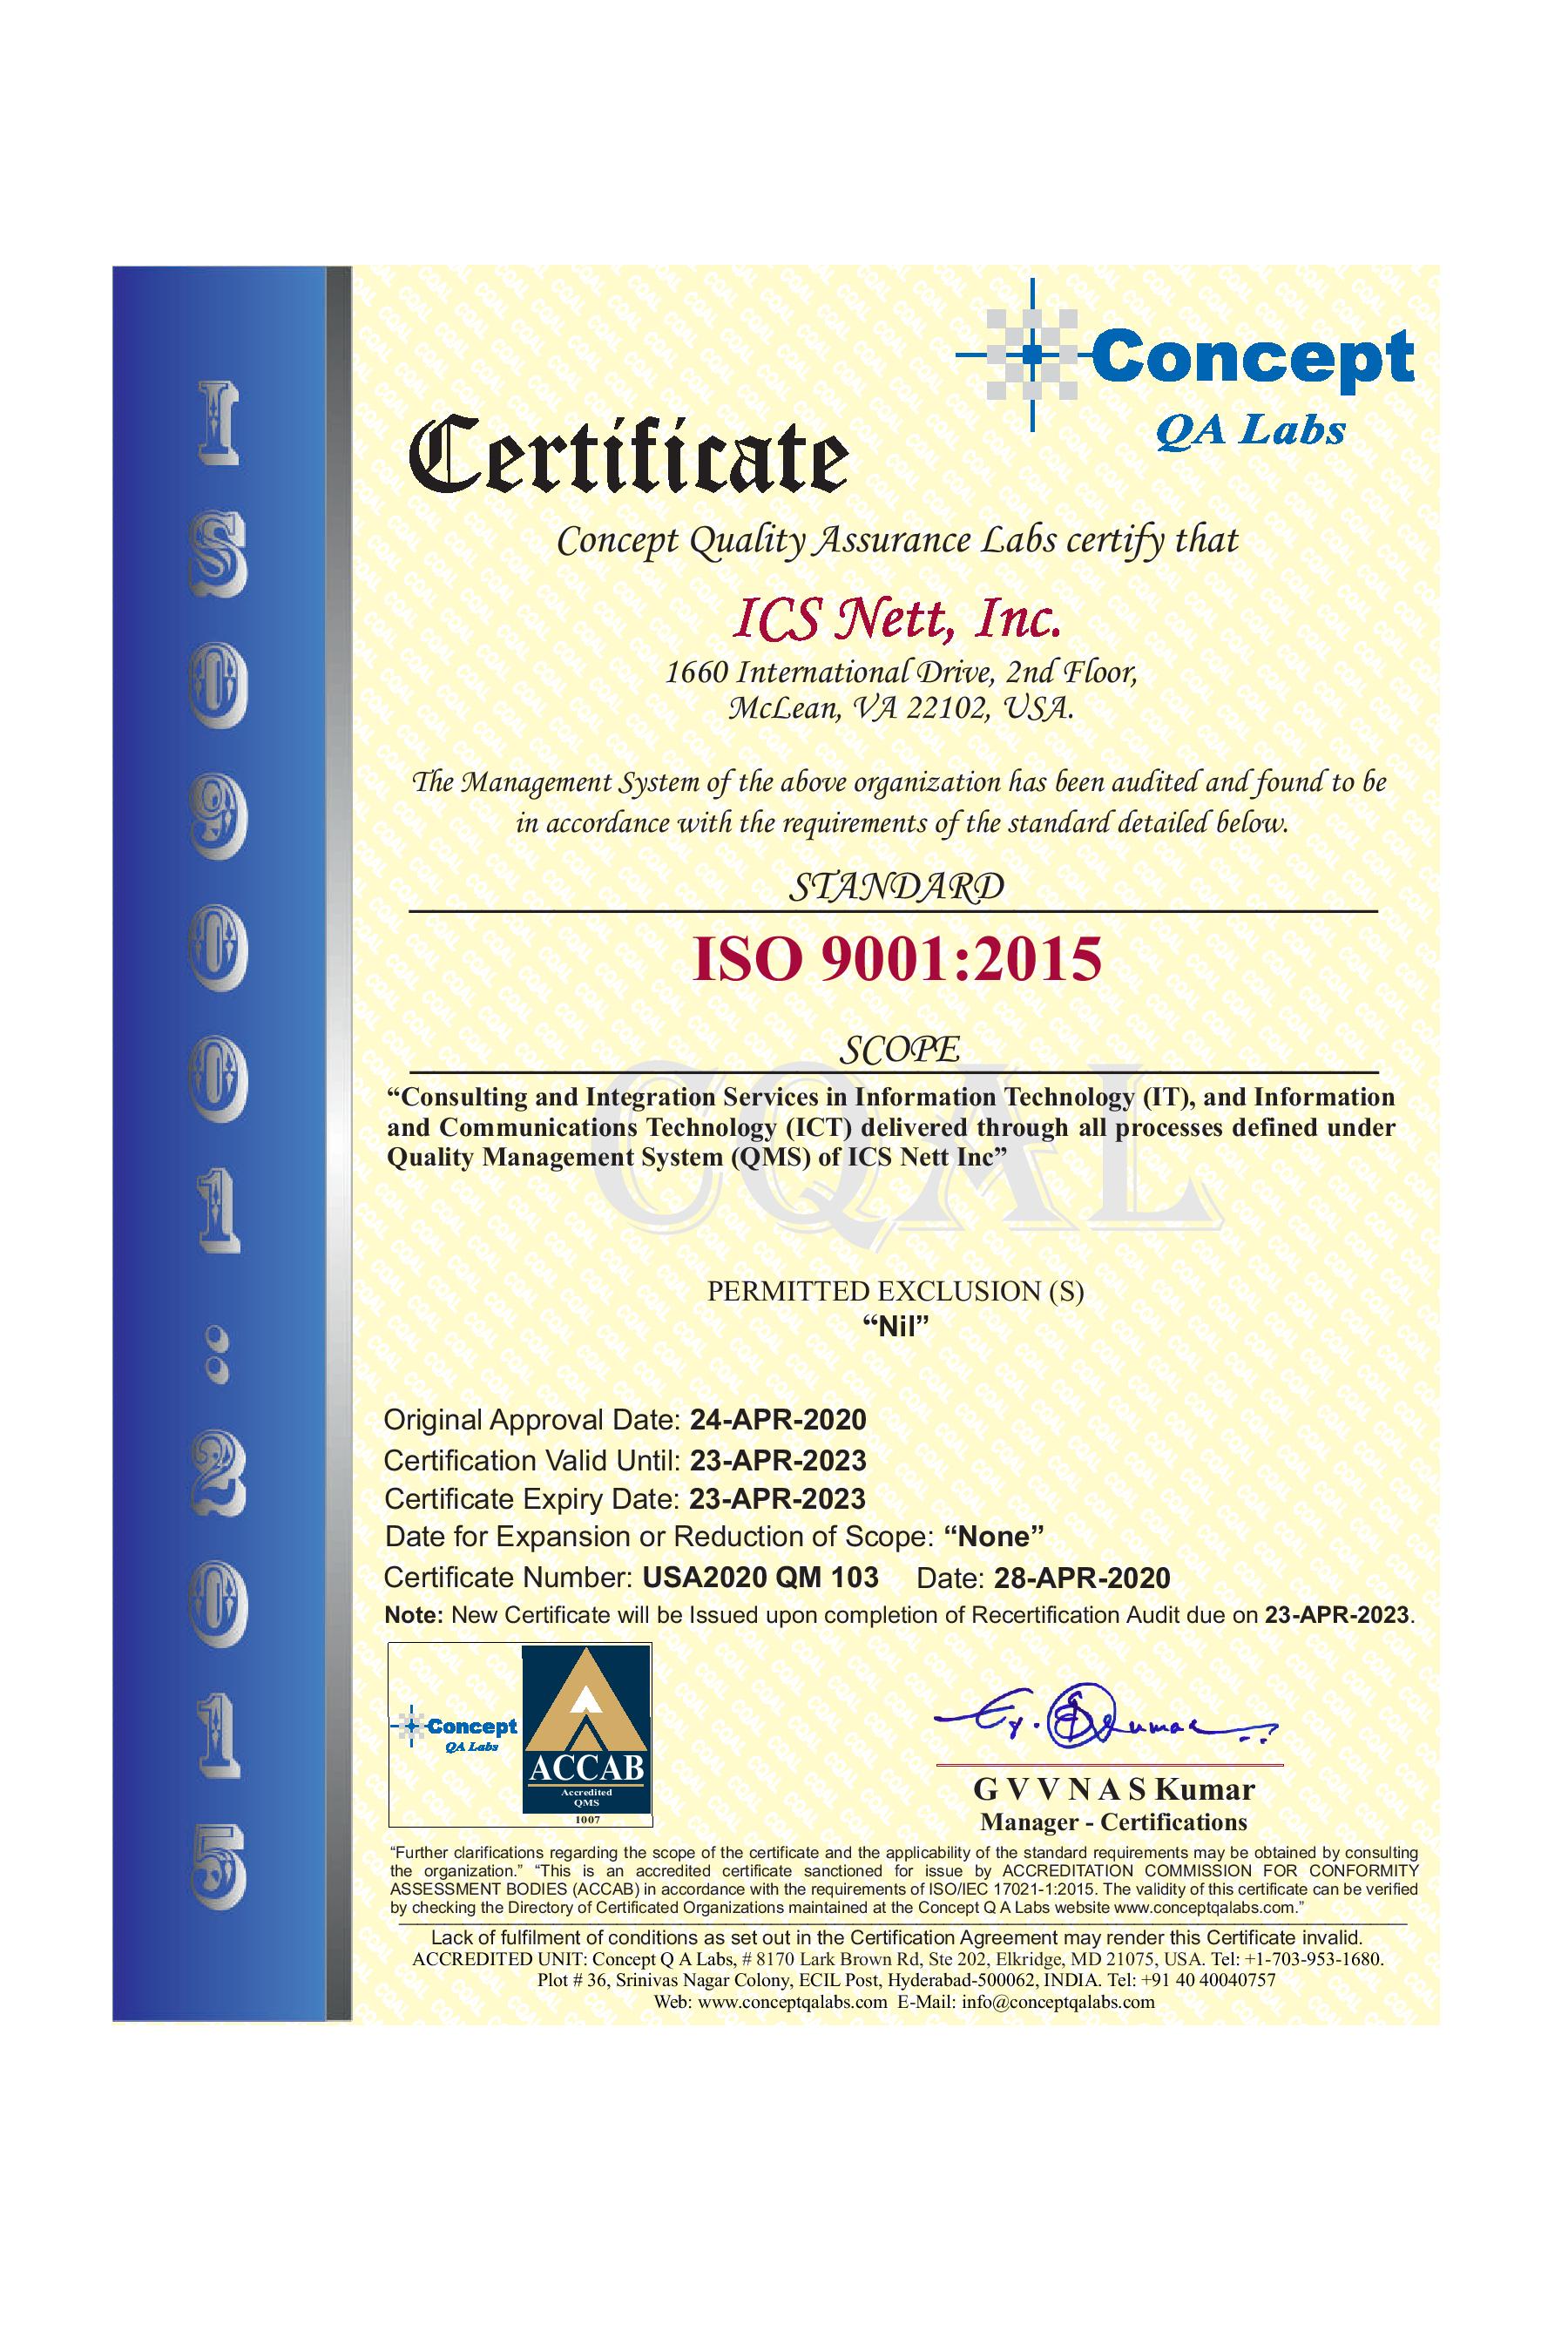 ISO 9001:2015
Concept
QA Labs
Certificate
Concept Quality Assurance Labs certify that
ICS Nett, Inc.
1660 International Drive, 2nd Floor,
McLean, VA 22102, USA.
The Management System of the above organization has been audited and found to be
in accordance with the requirements of the standard detailed below.
STANDARD
ISO 9001:2015
SCOPE
CQAL
“Consulting and Integration Services in Information Technology (IT), and Information
and Communications Technology (ICT) delivered through all processes defined under
Quality Management System (QMS) of ICS Nett Inc”
PERMITTED EXCLUSION (S)
“Nil”
Original Approval Date: 24-APR-2020
Certification Valid Until: 23-APR-2023
Certificate Expiry Date: 23-APR-2023
Date for Expansion or Reduction of Scope: “None”
Certificate Number: USA2020 QM 103 Date: 28-APR-2020
Note: New Certificate will be Issued upon completion of Recertification Audit due on 23-APR-2023.
Concept
QA Labs
ACCAB
Accredited
QMS
1007
G V V N A S Kumar
Manager - Certifications
“Further clarifications regarding the scope of the certificate and the applicability of the standard requirements may be obtained by consulting
the organization.” “This is an accredited certificate sanctioned for issue by ACCREDITATION COMMISSION FOR CONFORMITY
ASSESSMENT BODIES (ACCAB) in accordance with the requirements of ISO/IEC 17021-1:2015. The validity of this certificate can be verified
by checking the Directory of Certificated Organizations maintained at the Concept Q A Labs website www.conceptqalabs.com.”
Lack of fulfilment of conditions as set out in the Certification Agreement may render this Certificate invalid.
ACCREDITED UNIT: Concept Q A Labs, # 8170 Lark Brown Rd, Ste 202, Elkridge, MD 21075, USA. Tel: +1-703-953-1680.
Plot # 36, Srinivas Nagar Colony, ECIL Post, Hyderabad-500062, INDIA. Tel: +91 40 40040757
Web: www.conceptqalabs.com E-Mail: info@conceptqalabs.com